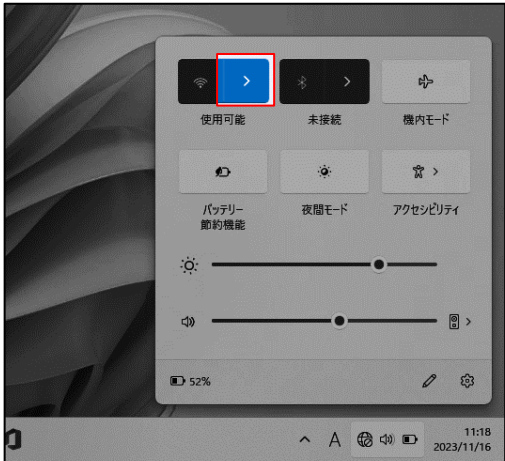 使用可能
未接続
機内モード
バッテリー
節約機能
夜間モード
アクセシビリティ
52%
A
11:18
2023/11/16